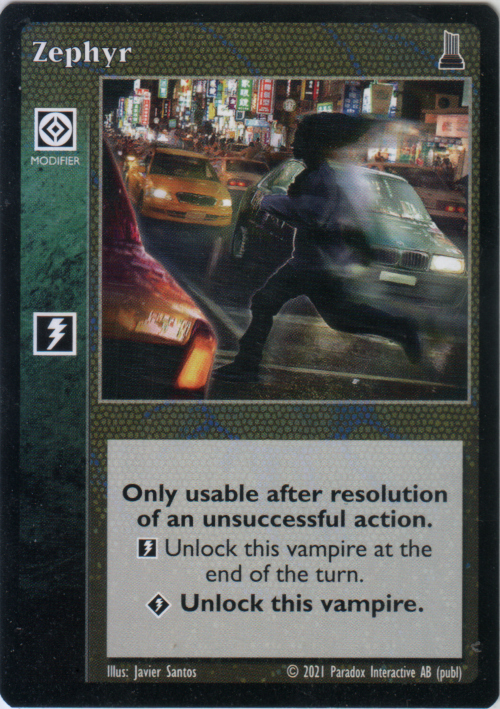 Zephyr
MODIFIER
Only usable after resolution
of an unsuccessful action.
Unlock this vampire at the
end of the turn.
Unlock this vampire.
Illus: Javier Santos
© 2021 Paradox Interactive AB (publ)